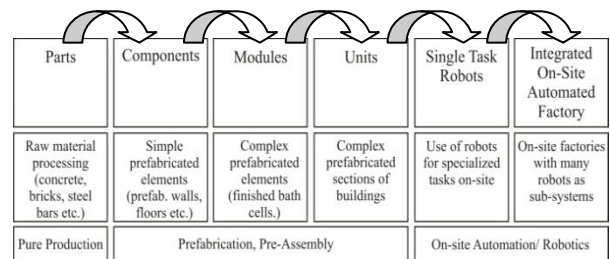 Parts
Components
Modules
Units
Single Task
Robots
Integrated
On-Site
Automated
Factory
Raw material
processing
(concrete,
bricks, steel
bars etc.)
Simple
prefabricated
elements
(prefab. walls,
floors etc.)
Complex
prefabricated
elements
(finished bath
cells.)
Complex
prefabricated
sections of
buildings
Use of robots
for specialized
tasks on-site
On-site factories
with many
robots as
sub-systems
Pure Production
Prefabrication, Pre-Assembly
On-site Automation/ Robotics